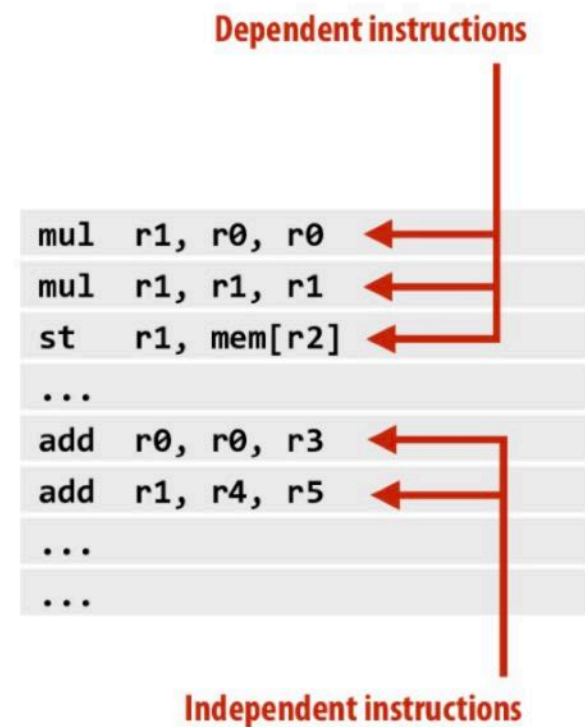 Dependent instructions
mul r1, r0, r0
mul r1, r1, r1
st r1, mem[r2]
...
add r0, r0, r3
add r1, r4, r5
...
...
Independent instructions